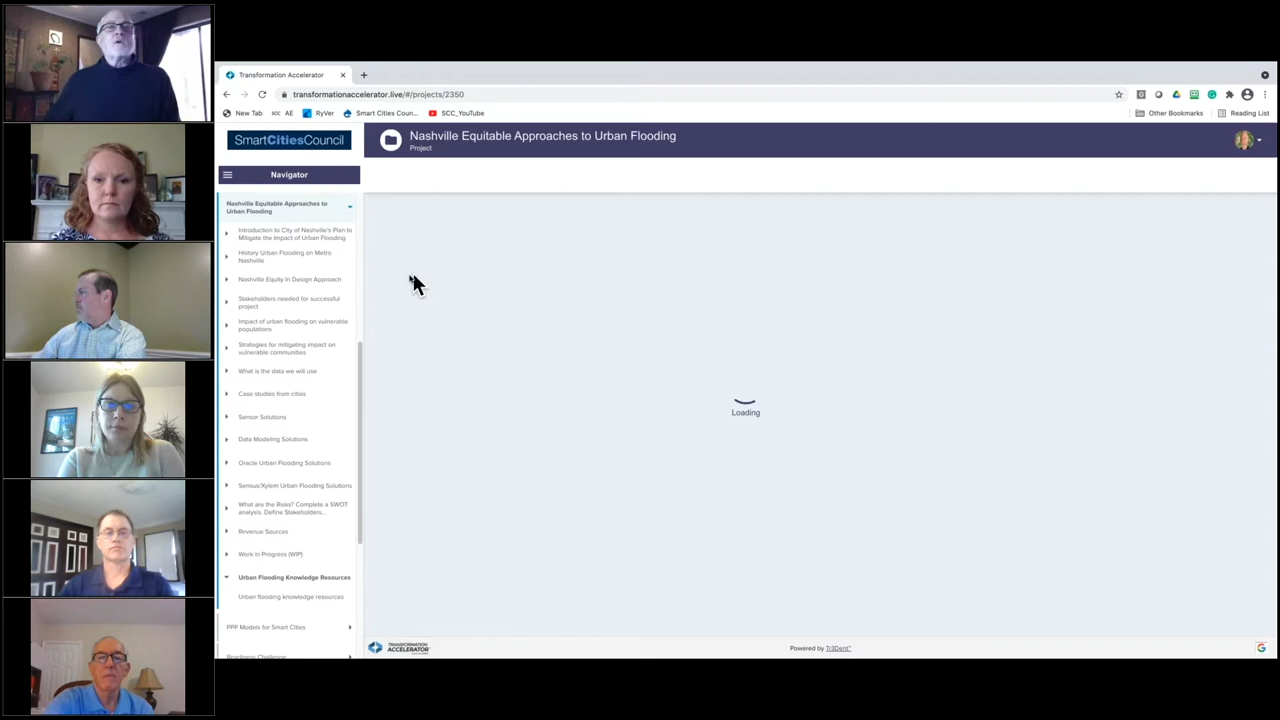 Transformation Accelerator
transformationaccelerator.live/#/projects/2350
New Tab
SCC AE
RyVer
Smart Cities Coun...
SCC_YouTube
Other Bookmarks
Reading List
SmartCitiesCouncil
Nashville Equitable Approaches to Urban Flooding
Project
Navigator
Nashville Equitable Approaches to
Urban Flooding
Introduction to City of Nashville's Plan to
Mitigate the Impact of Urban Flooding
History Urban Flooding on Metro
Nashville
Nashville Equity In Design Approach
Stakeholders needed for successful
project
Impact of urban flooding on vulnerable
populations
Strategies for mitigating impact on
vulnerable communities
What is the data we will use
Case studies from cities
Sensor Solutions
Data Modeling Solutions
Oracle Urban Flooding Solutions
Sensus/Xylem Urban Flooding Solutions
What are the Risks? Complete a SWOT
analysis. Define Stakeholders...
Revenue Sources
Work in Progress (WIP)
Urban Flooding Knowledge Resources
Urban flooding knowledge resources
PPP Models for Smart Cities
Readiness Challenge
Loading
TRANSFORMATION
ACCELERATOR
Powered by Tr3Dent™